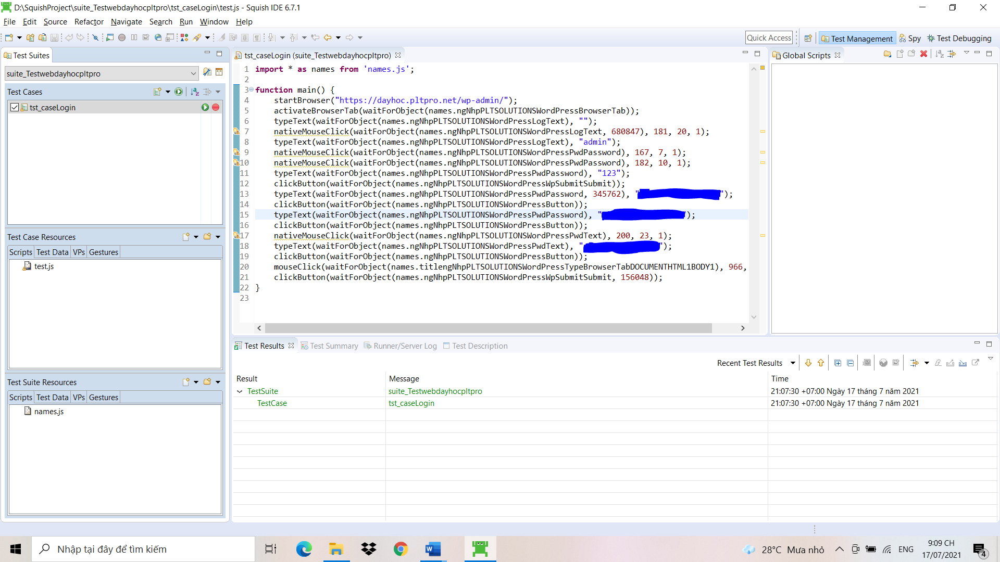 D:\SquishProject\suite_Testwebdayhocpltpro\tst_caseLogin\test.js - Squish IDE 6.7.1
File Edit Source Refactor Navigate Search Run Window Help
Quick Access Test Management Spy Test Debugging
Test Suites
suite_Testwebdayhocpltpro
Test Cases
tst_caseLogin
Test Case Resources
Scripts Test Data VPs Gestures
test.js
Test Suite Resources
Scripts Test Data VPs Gestures
names.js
tst_caseLogin (suite_Testwebdayhocpltpro)
1 import * as names from 'names.js';
2
3 function main() {
4 startBrowser("https://dayhoc.pltpro.net/wp-admin/");
5 activateBrowserTab(waitForObject(names.ngNhpPLTSOLUTIONSWordPressBrowserTab));
6 typeText(waitForObject(names.ngNhpPLTSOLUTIONSWordPressLogText), "");
7 nativeMouseClick(waitForObject(names.ngNhpPLTSOLUTIONSWordPressLogText, 680847), 181, 20, 1);
8 typeText(waitForObject(names.ngNhpPLTSOLUTIONSWordPressLogText), "admin");
9 nativeMouseClick(waitForObject(names.ngNhpPLTSOLUTIONSWordPressPwdPassword), 167, 7, 1);
10 nativeMouseClick(waitForObject(names.ngNhpPLTSOLUTIONSWordPressPwdPassword), 182, 10, 1);
11 typeText(waitForObject(names.ngNhpPLTSOLUTIONSWordPressPwdPassword), "123");
12 clickButton(waitForObject(names.ngNhpPLTSOLUTIONSWordPressWpSubmitSubmit));
13 typeText(waitForObject(names.ngNhpPLTSOLUTIONSWordPressPwdPassword, 345762), "");
14 clickButton(waitForObject(names.ngNhpPLTSOLUTIONSWordPressButton));
15 typeText(waitForObject(names.ngNhpPLTSOLUTIONSWordPressPwdPassword), ");
16 clickButton(waitForObject(names.ngNhpPLTSOLUTIONSWordPressButton));
17 nativeMouseClick(waitForObject(names.ngNhpPLTSOLUTIONSWordPressPwdText), 200, 23, 1);
18 typeText(waitForObject(names.ngNhpPLTSOLUTIONSWordPressPwdText), "");
19 clickButton(waitForObject(names.ngNhpPLTSOLUTIONSWordPressButton));
20 mouseClick(waitForObject(names.titlengNhpPLTSOLUTIONSWordPressTypeBrowserTabDOCUMENTHTML1BODY1), 966,
21 clickButton(waitForObject(names.ngNhpPLTSOLUTIONSWordPressWpSubmitSubmit, 156048));
22 }
23
Global Scripts
Test Results Test Summary Runner/Server Log Test Description
Recent Test Results
Result Message Time
TestSuite suite_Testwebdayhocpltpro 21:07:30 +07:00 Ngày 17 tháng 7 năm 2021
TestCase tst_caseLogin 21:07:30 +07:00 Ngày 17 tháng 7 năm 2021
Nhập tại đây để tìm kiếm
28°C Mưa nhỏ
ENG
9:09 CH
17/07/2021
4